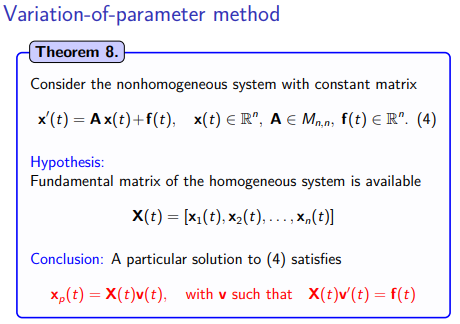 Variation-of-parameter method
Theorem 8.
Consider the nonhomogeneous system with constant matrix
x′(t) = A x(t)+f(t), x(t) ∈ ℝⁿ, A ∈ Mₙ,ₙ, f(t) ∈ ℝⁿ. (4)
Hypothesis:
Fundamental matrix of the homogeneous system is available
X(t) = [x₁(t), x₂(t), . . . , xₙ(t)]
Conclusion: A particular solution to (4) satisfies
xₚ(t) = X(t)v(t), with v such that X(t)v′(t) = f(t)